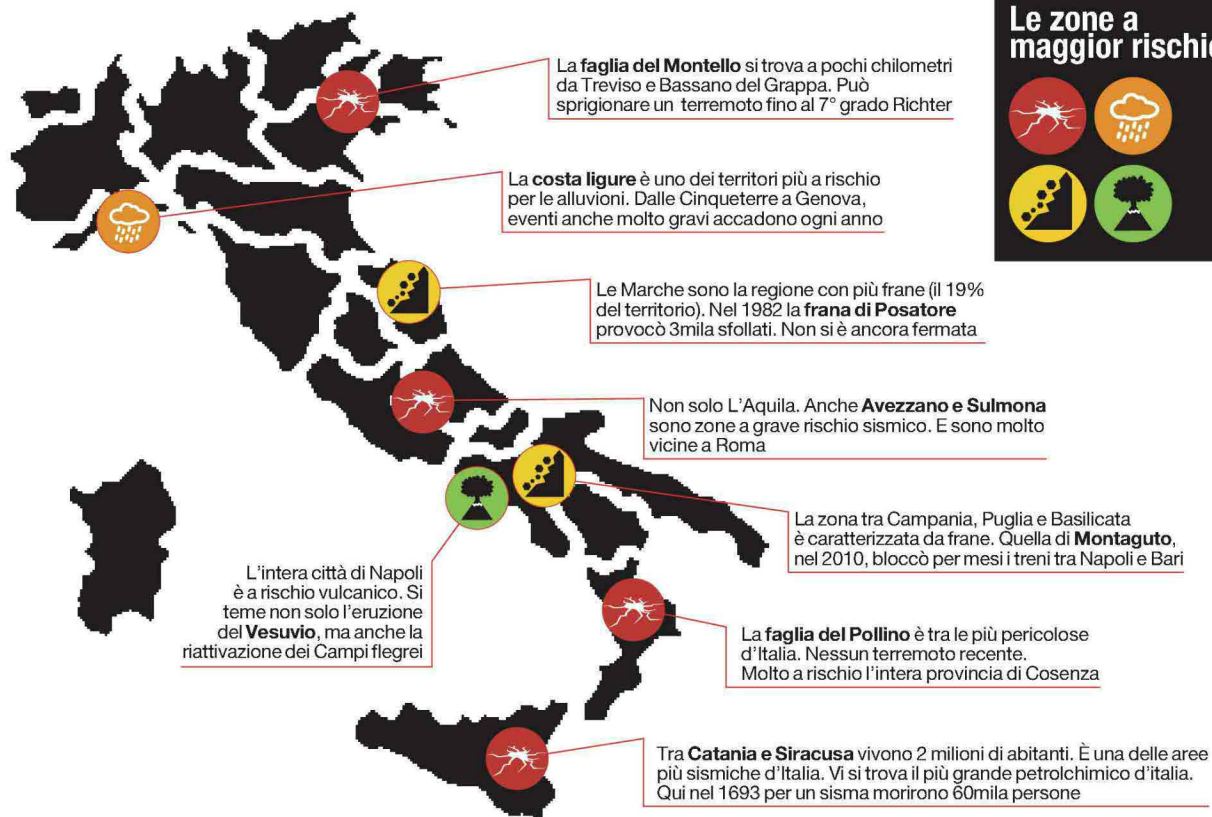 Le zone a
maggior rischio
La faglia del Montello si trova a pochi chilometri
da Treviso e Bassano del Grappa. Può
sprigionare un terremoto fino al 7° grado Richter
La costa ligure è uno dei territori più a rischio
per le alluvioni. Dalle Cinqueterre a Genova,
eventi anche molto gravi accadono ogni anno
Le Marche sono la regione con più frane (il 19%
del territorio). Nel 1982 la frana di Posatore
provocò 3mila sfollati. Non si è ancora fermata
Non solo L'Aquila. Anche Avezzano e Sulmona
sono zone a grave rischio sismico. E sono molto
vicine a Roma
La zona tra Campania, Puglia e Basilicata
è caratterizzata da frane. Quella di Montaguto,
nel 2010, bloccò per mesi i treni tra Napoli e Bari
L'intera città di Napoli
è a rischio vulcanico. Si
teme non solo l'eruzione
del Vesuvio, ma anche la
riattivazione dei Campi flegrei
La faglia del Pollino è tra le più pericolose
d'Italia. Nessun terremoto recente.
Molto a rischio l'intera provincia di Cosenza
Tra Catania e Siracusa vivono 2 milioni di abitanti. È una delle aree
più sismiche d'Italia. Vi si trova il più grande petrolchimico d'italia.
Qui nel 1693 per un sisma morirono 60mila persone